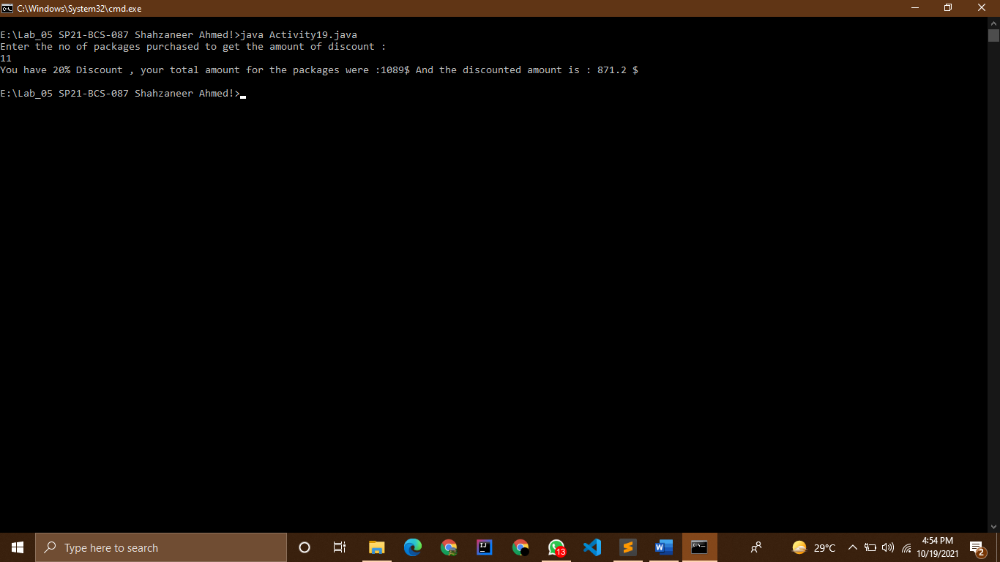 C:\Windows\System32\cmd.exe
E:\Lab_05 SP21-BCS-087 Shahzaneer Ahmed!>java Activity19.java
Enter the no of packages purchased to get the amount of discount :
11
You have 20% Discount , your total amount for the packages were :1089$ And the discounted amount is : 871.2 $
E:\Lab_05 SP21-BCS-087 Shahzaneer Ahmed!>
Type here to search
13
29°C
4:54 PM
10/19/2021
2